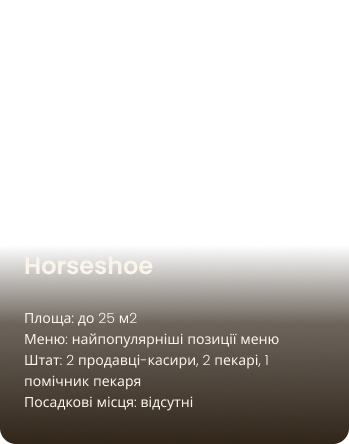 Horseshoe
Площа: до 25 м2
Меню: найпопулярніші позиції меню
Штат: 2 продавці-касири, 2 пекарі, 1
помічник пекаря
Посадкові місця: відсутні